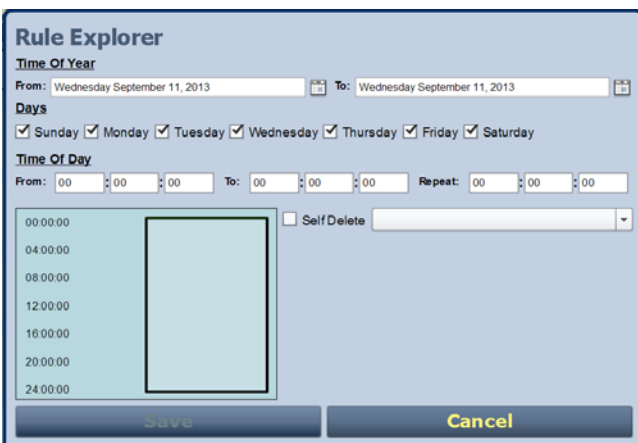 Rule Explorer
Time Of Year
From: Wednesday September 11, 2013 To: Wednesday September 11, 2013
Days
Sunday Monday Tuesday Wednesday Thursday Friday Saturday
Time Of Day
From: 00 : 00 : 00 To: 00 : 00 : 00 Repeat: 00 : 00 : 00
00:00:00 Self Delete
04:00:00
08:00:00
12:00:00
16:00:00
20:00:00
24:00:00
Save Cancel